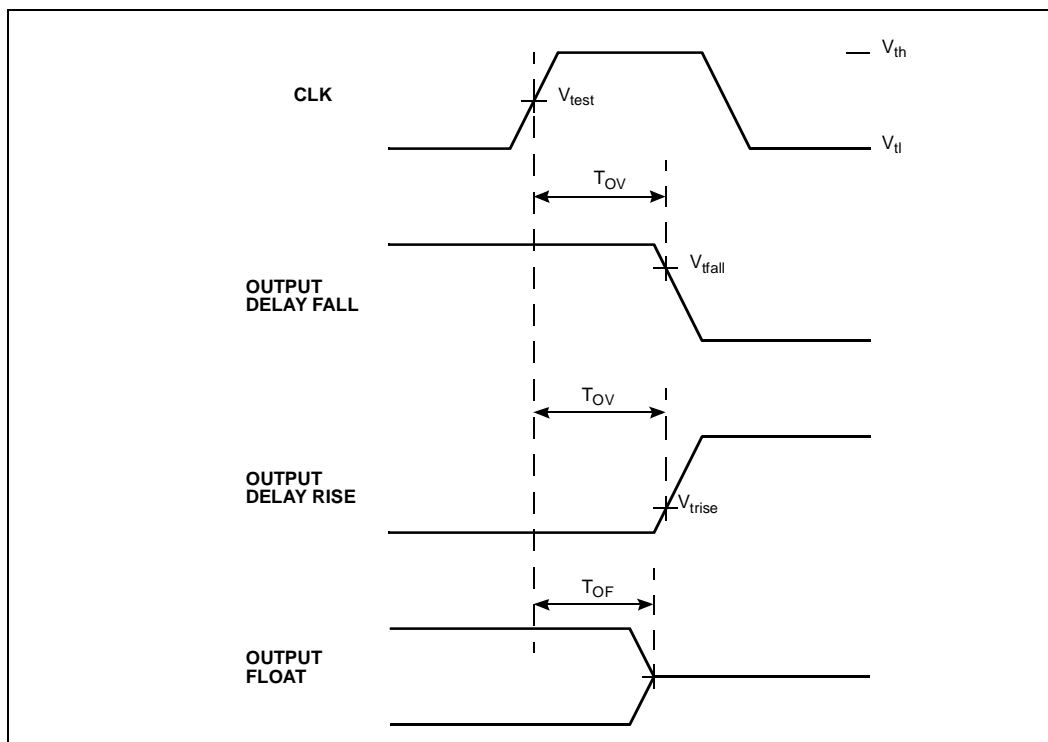 V_th
CLK
V_test
V_tl
T_OV
V_tfall
OUTPUT
DELAY FALL
T_OV
OUTPUT
DELAY RISE
V_trise
T_OF
OUTPUT
FLOAT